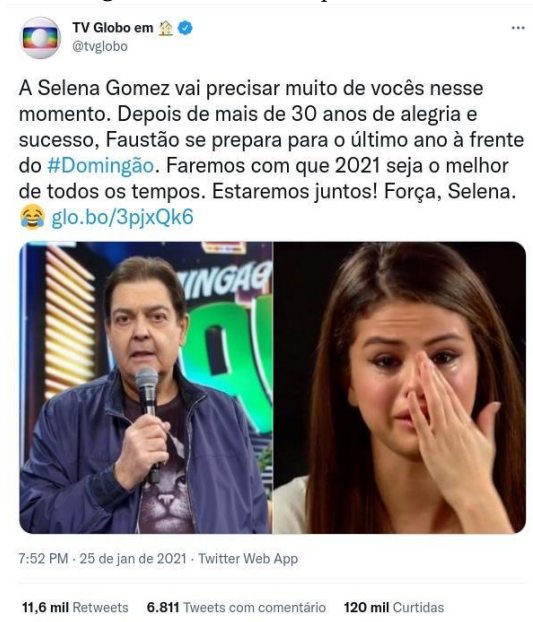 TV Globo em
@tvglobo
A Selena Gomez vai precisar muito de vocês nesse
momento. Depois de mais de 30 anos de alegria e
sucesso, Faustão se prepara para o último ano à frente
do #Domingão. Faremos com que 2021 seja o melhor
de todos os tempos. Estaremos juntos! Força, Selena.
😂 glo.bo/3pjxQk6
MINGAO
7:52 PM · 25 de jan de 2021 · Twitter Web App
11,6 mil Retweets 6.811 Tweets com comentário 120 mil Curtidas